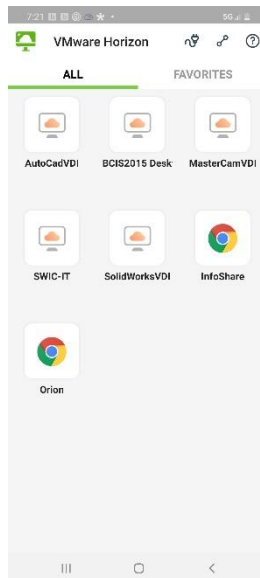 7:21
5G
VMware Horizon
ALL FAVORITES
AutoCadVDI BCIS2015 Desk MasterCamVDI
SWIC-IT SolidWorksVDI InfoShare
Orion